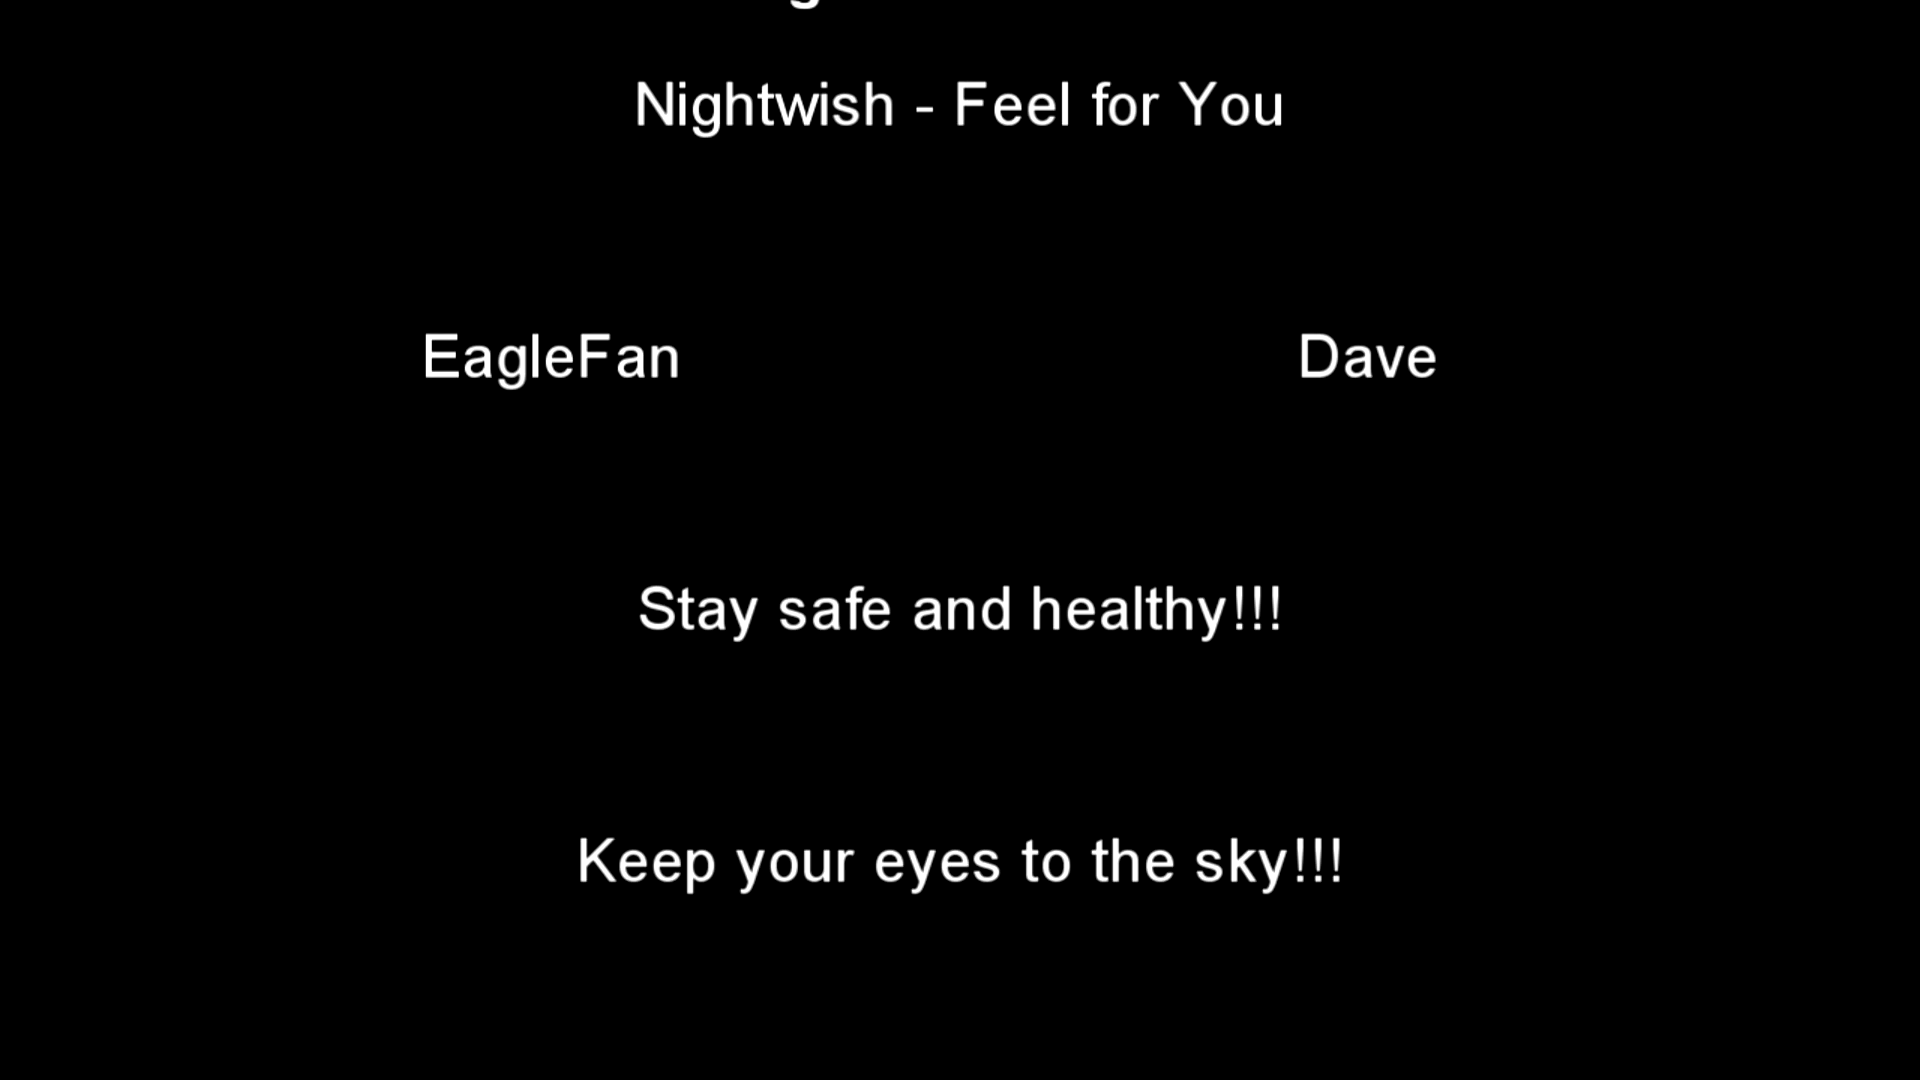 Nightwish - Feel for You
EagleFan Dave
Stay safe and healthy!!!
Keep your eyes to the sky!!!